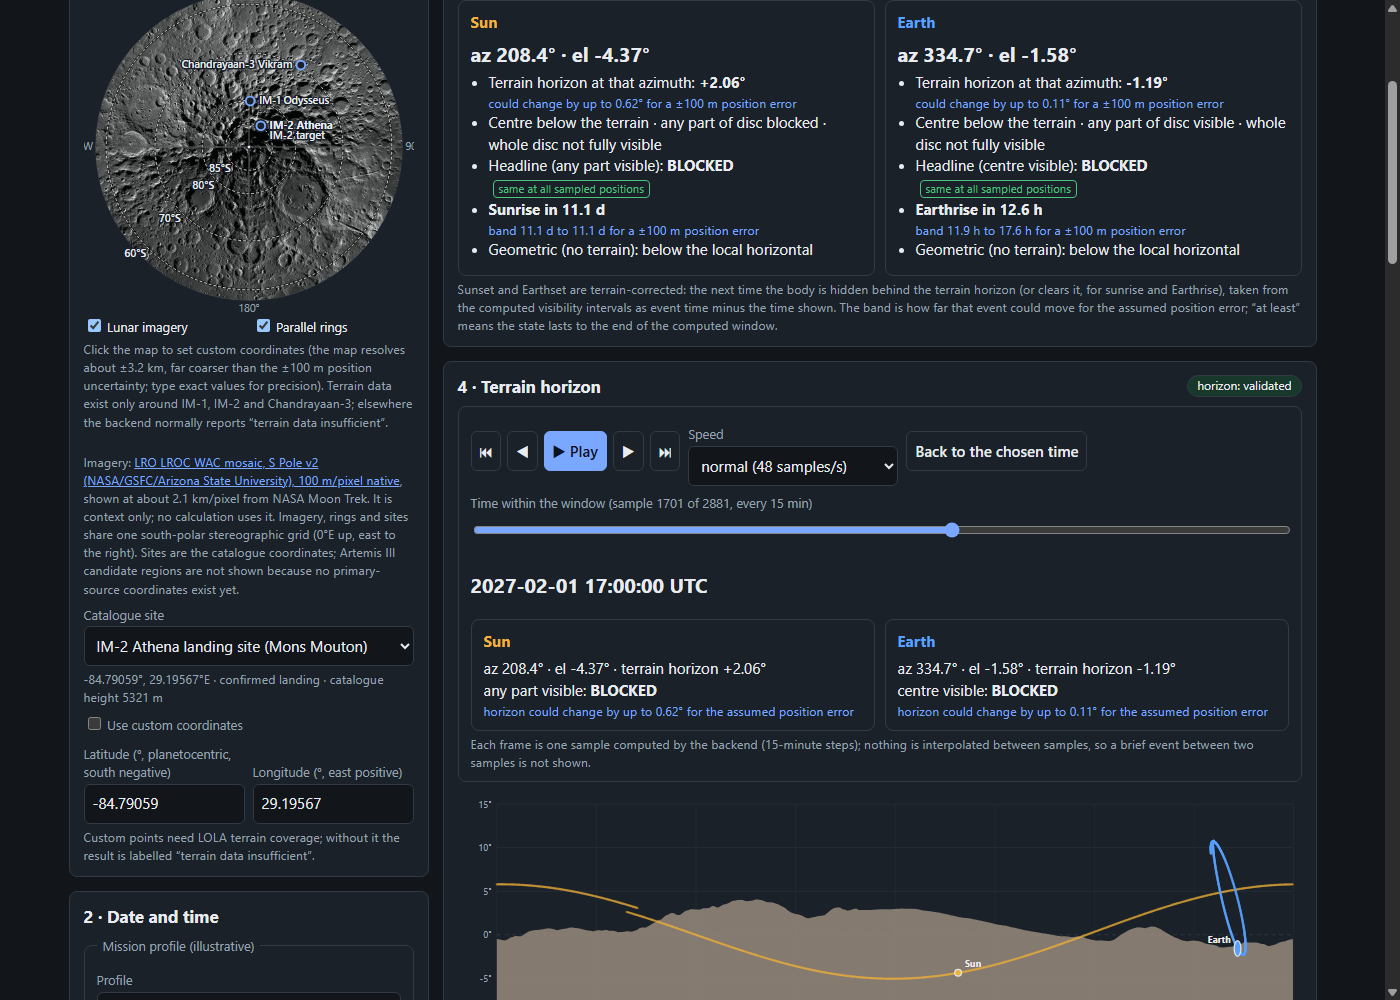 Chandrayaan-3 Vikram
IM-1 Odysseus
IM-2 Athena
IM-2 target
W
90
85°S
80°S
70°S
60°S
180°
Lunar imagery
Parallel rings
Click the map to set custom coordinates (the map resolves
about ±3.2 km, far coarser than the ±100 m position
uncertainty; type exact values for precision). Terrain data
exist only around IM-1, IM-2 and Chandrayaan-3; elsewhere
the backend normally reports “terrain data insufficient”.
Imagery: LRO LROC WAC mosaic, S Pole v2
(NASA/GSFC/Arizona State University), 100 m/pixel native,
shown at about 2.1 km/pixel from NASA Moon Trek. It is
context only; no calculation uses it. Imagery, rings and sites
share one south-polar stereographic grid (0°E up, east to
the right). Sites are the catalogue coordinates; Artemis III
candidate regions are not shown because no primary-
source coordinates exist yet.
Catalogue site
IM-2 Athena landing site (Mons Mouton)
-84.79059°, 29.19567°E · confirmed landing · catalogue
height 5321 m
Use custom coordinates
Latitude (°, planetocentric,
south negative)
Longitude (°, east positive)
-84.79059
29.19567
Custom points need LOLA terrain coverage; without it the
result is labelled “terrain data insufficient”.
2 · Date and time
Mission profile (illustrative)
Profile
Sun
az 208.4° · el -4.37°
Terrain horizon at that azimuth: +2.06°
could change by up to 0.62° for a ±100 m position error
Centre below the terrain · any part of disc blocked ·
whole disc not fully visible
Headline (any part visible): BLOCKED
same at all sampled positions
Sunrise in 11.1 d
band 11.1 d to 11.1 d for a ±100 m position error
Geometric (no terrain): below the local horizontal
Earth
az 334.7° · el -1.58°
Terrain horizon at that azimuth: -1.19°
could change by up to 0.11° for a ±100 m position error
Centre below the terrain · any part of disc visible · whole
disc not fully visible
Headline (centre visible): BLOCKED
same at all sampled positions
Earthrise in 12.6 h
band 11.9 h to 17.6 h for a ±100 m position error
Geometric (no terrain): below the local horizontal
Sunset and Earthset are terrain-corrected: the next time the body is hidden behind the terrain horizon (or clears it, for sunrise and Earthrise), taken from
the computed visibility intervals as event time minus the time shown. The band is how far that event could move for the assumed position error; “at least”
means the state lasts to the end of the computed window.
4 · Terrain horizon
horizon: validated
Play
Speed
normal (48 samples/s)
Back to the chosen time
Time within the window (sample 1701 of 2881, every 15 min)
2027-02-01 17:00:00 UTC
Sun
az 208.4° · el -4.37° · terrain horizon +2.06°
any part visible: BLOCKED
horizon could change by up to 0.62° for the assumed position error
Earth
az 334.7° · el -1.58° · terrain horizon -1.19°
centre visible: BLOCKED
horizon could change by up to 0.11° for the assumed position error
Each frame is one sample computed by the backend (15-minute steps); nothing is interpolated between samples, so a brief event between two
samples is not shown.
15°
10°
5°
0°
-5°
Earth
Sun